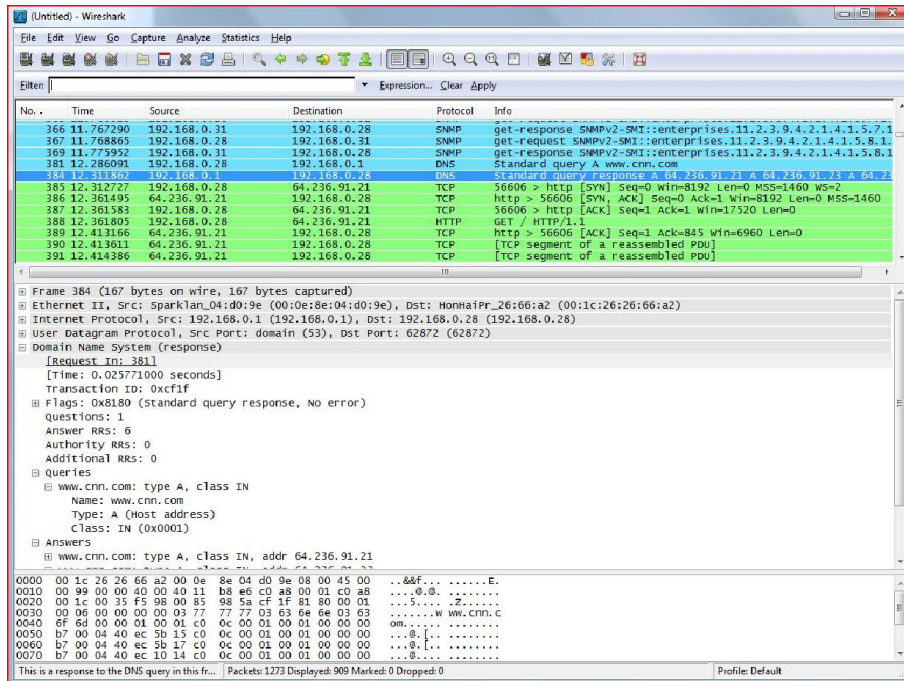 (Untitled) - Wireshark
File Edit View Go Capture Analyze Statistics Help
Filter: Expression... Clear Apply
No. . Time Source Destination Protocol Info
366 11.767290 192.168.0.31 192.168.0.28 SNMP get-response SNMPv2-SMI::enterprises.11.2.3.9.4.2.1.4.1.5.7.1
367 11.768865 192.168.0.28 192.168.0.31 SNMP get-request SNMPv2-SMI::enterprises.11.2.3.9.4.2.1.4.1.5.8.1.
369 11.775952 192.168.0.31 192.168.0.28 SNMP get-response SNMPv2-SMI::enterprises.11.2.3.9.4.2.1.4.1.5.8.1
381 12.286091 192.168.0.28 192.168.0.1 DNS Standard query A www.cnn.com
384 12.311862 192.168.0.1 192.168.0.28 DNS Standard query response A 64.236.91.21 A 64.236.91.23 A 64.23
385 12.312727 192.168.0.28 64.236.91.21 TCP 56606 > http [SYN] Seq=0 Win=8192 Len=0 MSS=1460 WS=2
386 12.361495 64.236.91.21 192.168.0.28 TCP http > 56606 [SYN, ACK] Seq=0 Ack=1 Win=8192 Len=0 MSS=1460
387 12.361583 192.168.0.28 64.236.91.21 TCP 56606 > http [ACK] Seq=1 Ack=1 Win=17520 Len=0
388 12.361805 192.168.0.28 64.236.91.21 HTTP GET / HTTP/1.1
389 12.413166 64.236.91.21 192.168.0.28 TCP http > 56606 [ACK] Seq=1 Ack=845 Win=6960 Len=0
390 12.413611 64.236.91.21 192.168.0.28 TCP [TCP segment of a reassembled PDU]
391 12.414386 64.236.91.21 192.168.0.28 TCP [TCP segment of a reassembled PDU]
Frame 384 (167 bytes on wire, 167 bytes captured)
Ethernet II, Src: Sparklan_04:d0:9e (00:0e:8e:04:d0:9e), Dst: HonHaiPr_26:66:a2 (00:1c:26:26:66:a2)
Internet Protocol, Src: 192.168.0.1 (192.168.0.1), Dst: 192.168.0.28 (192.168.0.28)
User Datagram Protocol, Src Port: domain (53), Dst Port: 62872 (62872)
Domain Name System (response)
[Request In: 381]
[Time: 0.025771000 seconds]
Transaction ID: 0xcf1f
Flags: 0x8180 (Standard query response, No error)
Questions: 1
Answer RRs: 6
Authority RRs: 0
Additional RRs: 0
Queries
www.cnn.com: type A, class IN
Name: www.cnn.com
Type: A (Host address)
Class: IN (0x0001)
Answers
www.cnn.com: type A, class IN, addr 64.236.91.21
0000 00 1c 26 26 66 a2 00 0e 8e 04 d0 9e 08 00 45 00 ..&&f... ......E.
0010 00 99 00 00 40 00 40 11 b8 e6 c0 a8 00 01 c0 a8 ....@.@. ........
0020 00 1c 00 35 f5 98 00 85 98 5a cf 1f 81 80 00 01 ...5.... .Z......
0030 00 06 00 00 00 00 03 77 77 77 03 63 6e 6e 03 63 .......w ww.cnn.c
0040 6f 6d 00 00 01 00 01 c0 0c 00 01 00 01 00 00 00 om...... ........
0050 b7 00 04 40 ec 5b 15 c0 0c 00 01 00 01 00 00 00 ...@.[.. ........
0060 b7 00 04 40 ec 5b 17 c0 0c 00 01 00 01 00 00 00 ...@.[.. ........
0070 b7 00 04 40 ec 10 14 c0 0c 00 01 00 01 00 00 00 ...@.... ........
This is a response to the DNS query in this fr... Packets: 1273 Displayed: 909 Marked: 0 Dropped: 0 Profile: Default